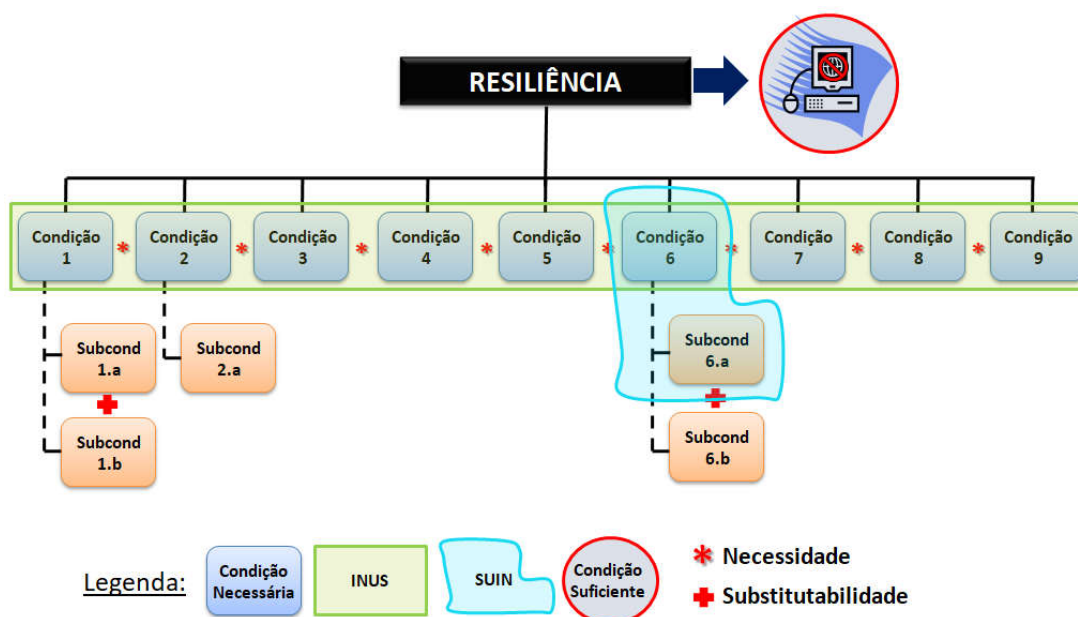 RESILIÊNCIA
Condição
1
*
Condição
2
*
Condição
3
*
Condição
4
*
Condição
5
*
Condição
6
*
Condição
7
*
Condição
8
*
Condição
9
Subcond
1.a
Subcond
1.b
Subcond
2.a
Subcond
6.a
Subcond
6.b
Legenda:
Condição
Necessária
INUS
SUIN
Condição
Suficiente
* Necessidade
Substitutabilidade